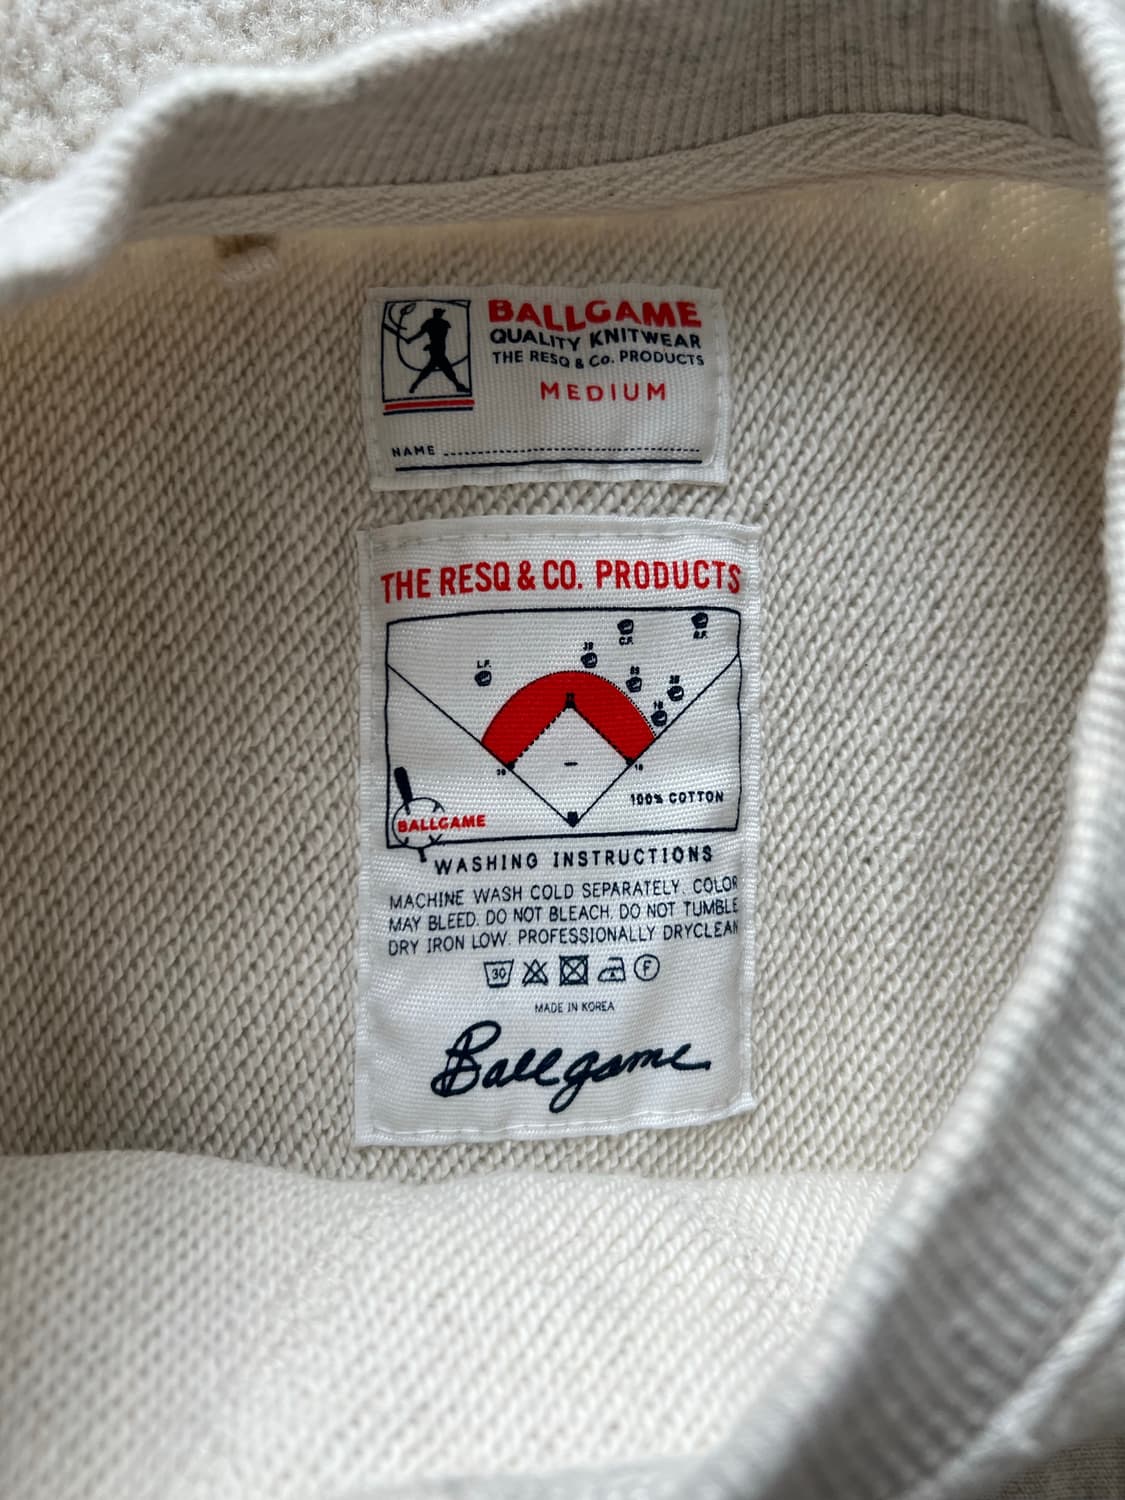 BALLGAME
QUALITY KNITWEAR
THE RESQ & Co. PRODUCTS
MEDIUM
NAME
THE RESQ & CO. PRODUCTS
C.F.
R.F.
L.F.
100% COTTON
BALLGAME
WASHING INSTRUCTIONS
MACHINE WASH COLD SEPARATELY. COLOR
MAY BLEED. DO NOT BLEACH. DO NOT TUMBLE
DRY IRON LOW. PROFESSIONALLY DRYCLEAN
30 F
MADE IN KOREA
Ballgame